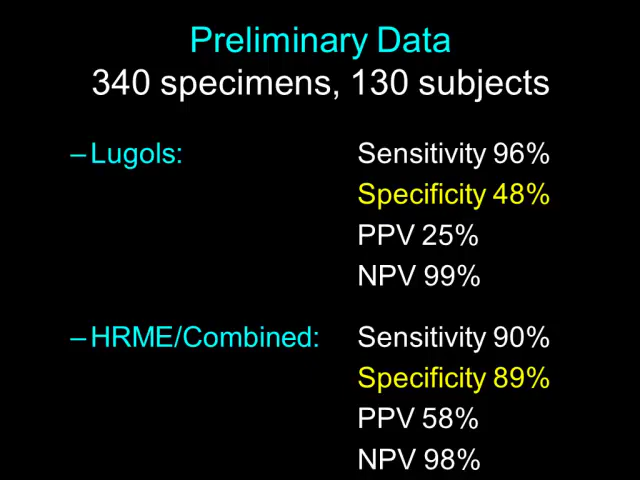 Preliminary Data
340 specimens, 130 subjects
–Lugols: Sensitivity 96%
Specificity 48%
PPV 25%
NPV 99%
–HRME/Combined: Sensitivity 90%
Specificity 89%
PPV 58%
NPV 98%